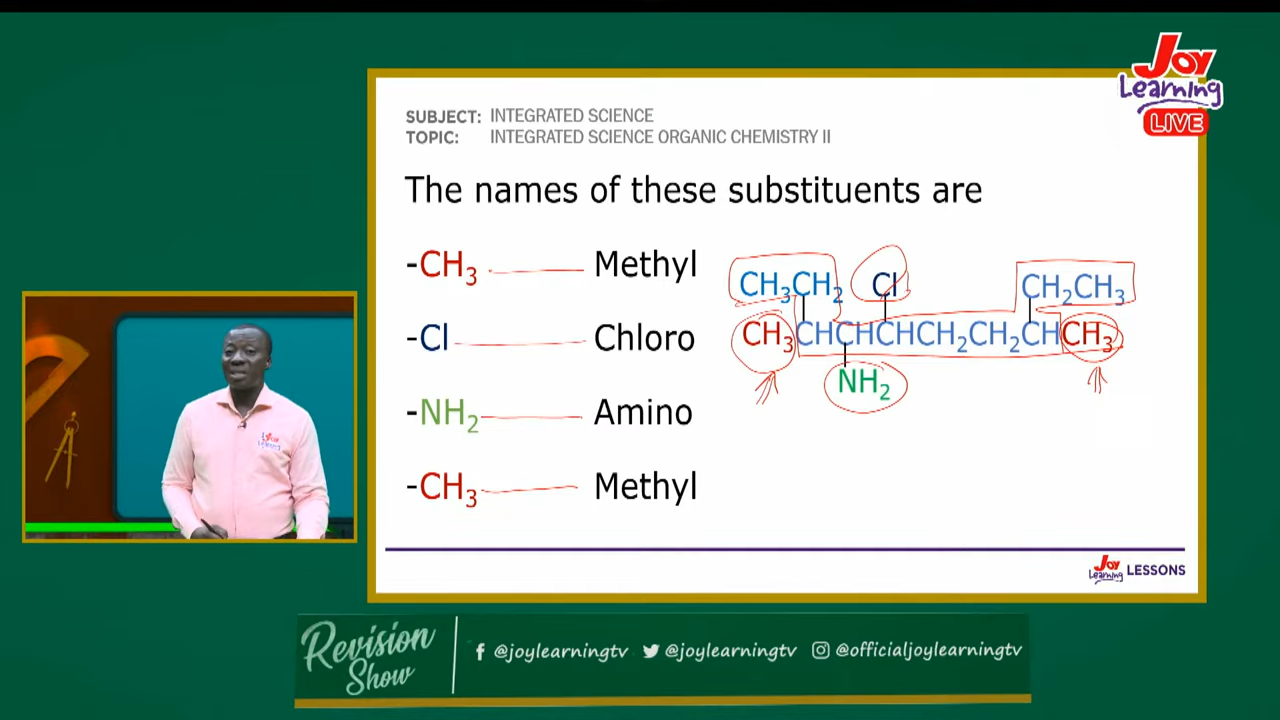 Joy
Learning
LIVE
SUBJECT: INTEGRATED SCIENCE
TOPIC: INTEGRATED SCIENCE ORGANIC CHEMISTRY II
The names of these substituents are
-CH₃ Methyl
-Cl Chloro
-NH₂ Amino
-CH₃ Methyl
CH₃CH₂ Cl CH₂CH₃
CH₃CHCHCHCH₂CH₂CHCH₃
NH₂
Joy
Learning
Joy Learning LESSONS
Revision
Show
@joylearningtv @joylearningtv @officialjoylearningtv